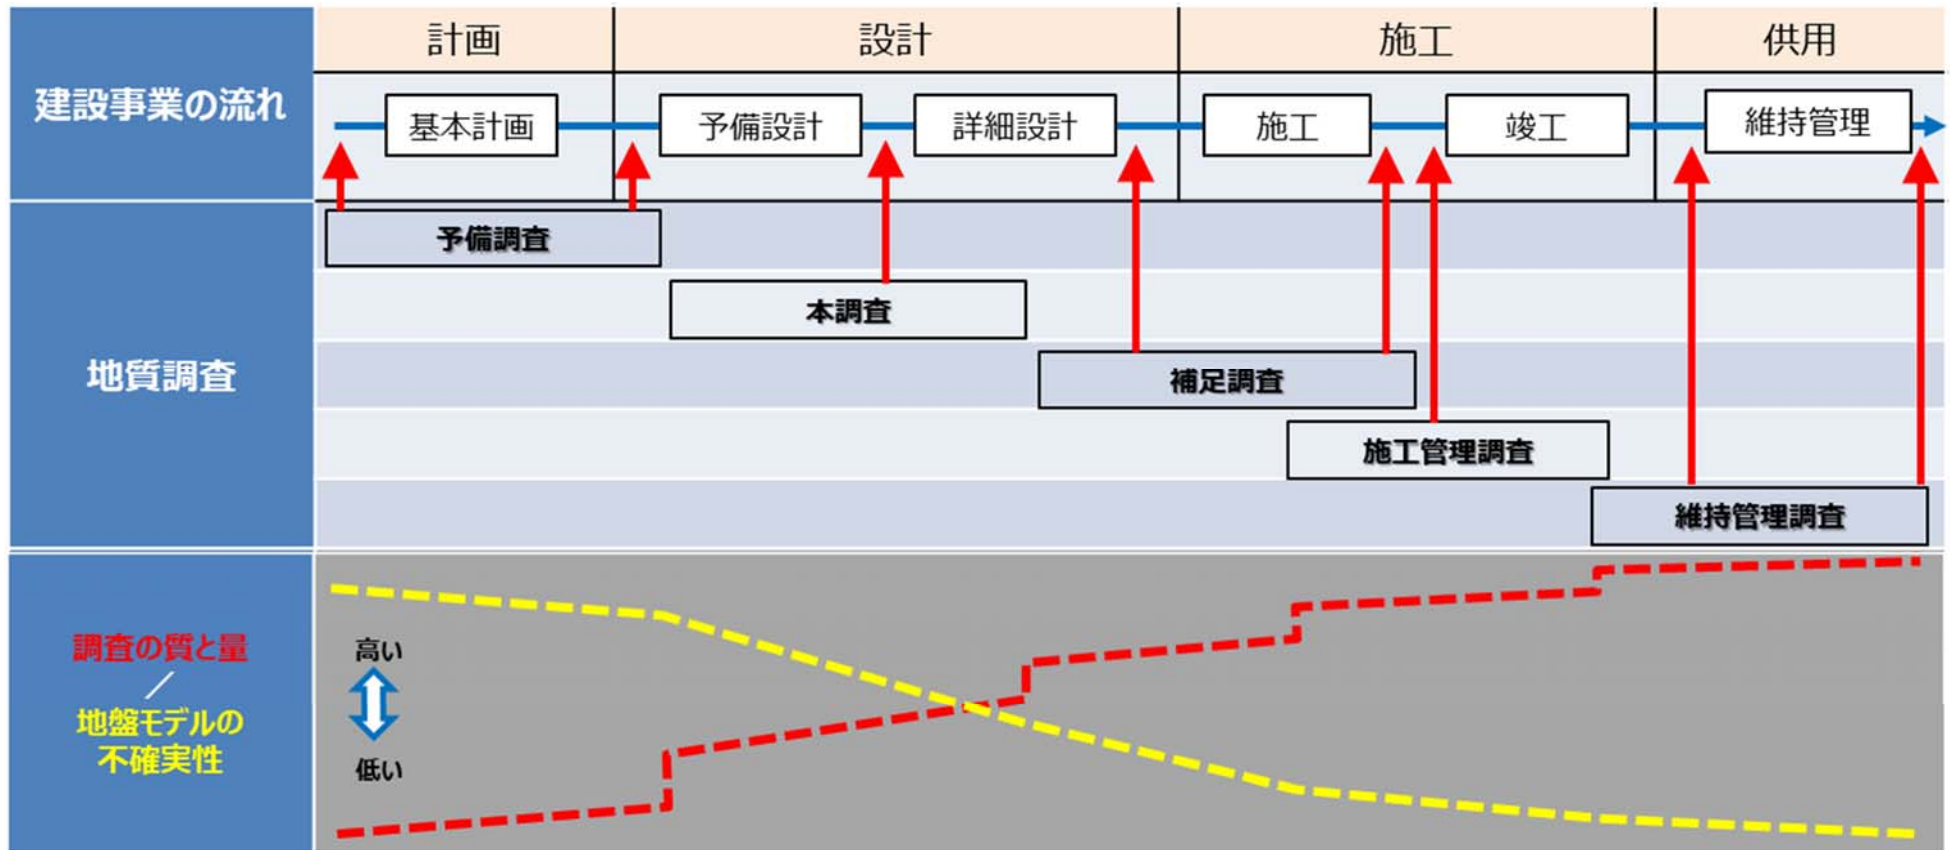 計画
設計
施工
供用
建設事業の流れ
基本計画
予備設計
詳細設計
施工
竣工
維持管理
地質調査
予備調査
本調査
補足調査
施工管理調査
維持管理調査
調査の質と量
/
地盤モデルの
不確実性
高い
低い